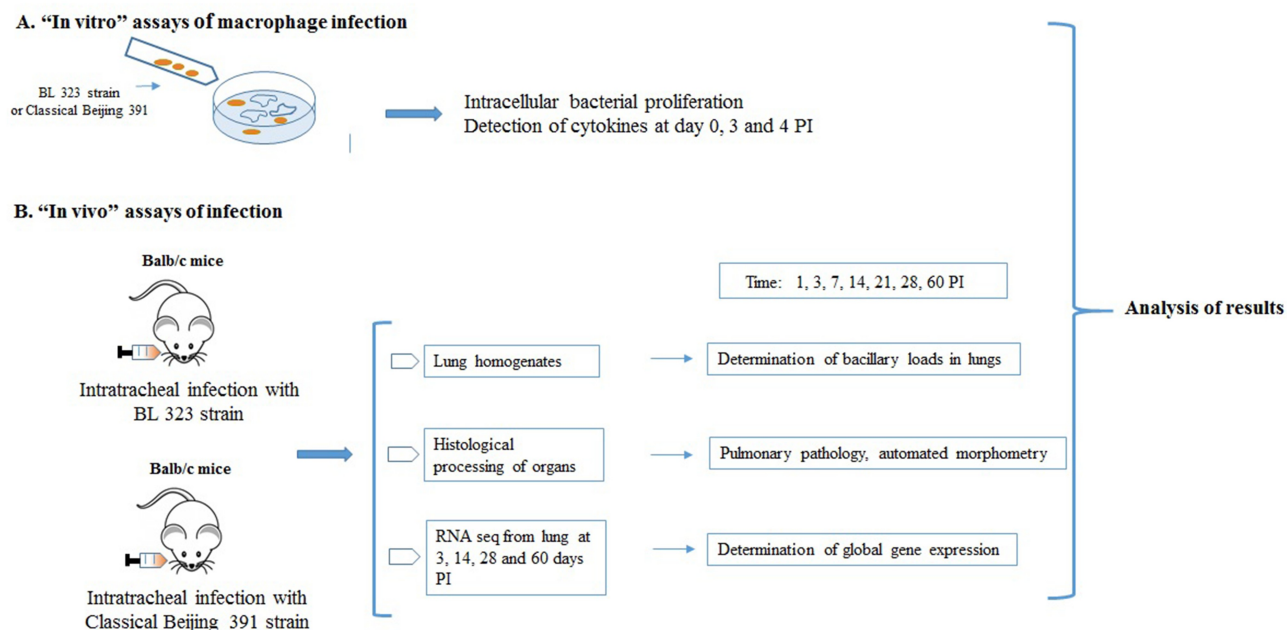 A. “In vitro” assays of macrophage infection
BL 323 strain
or Classical Beijing 391
Intracellular bacterial proliferation
Detection of cytokines at day 0, 3 and 4 PI
B. “In vivo” assays of infection
Balb/c mice
Intratracheal infection with
BL 323 strain
Balb/c mice
Intratracheal infection with
Classical Beijing 391 strain
Time: 1, 3, 7, 14, 21, 28, 60 PI
Lung homogenates
Determination of bacillary loads in lungs
Histological
processing of organs
Pulmonary pathology, automated morphometry
RNA seq from lung at
3, 14, 28 and 60 days
PI
Determination of global gene expression
Analysis of results